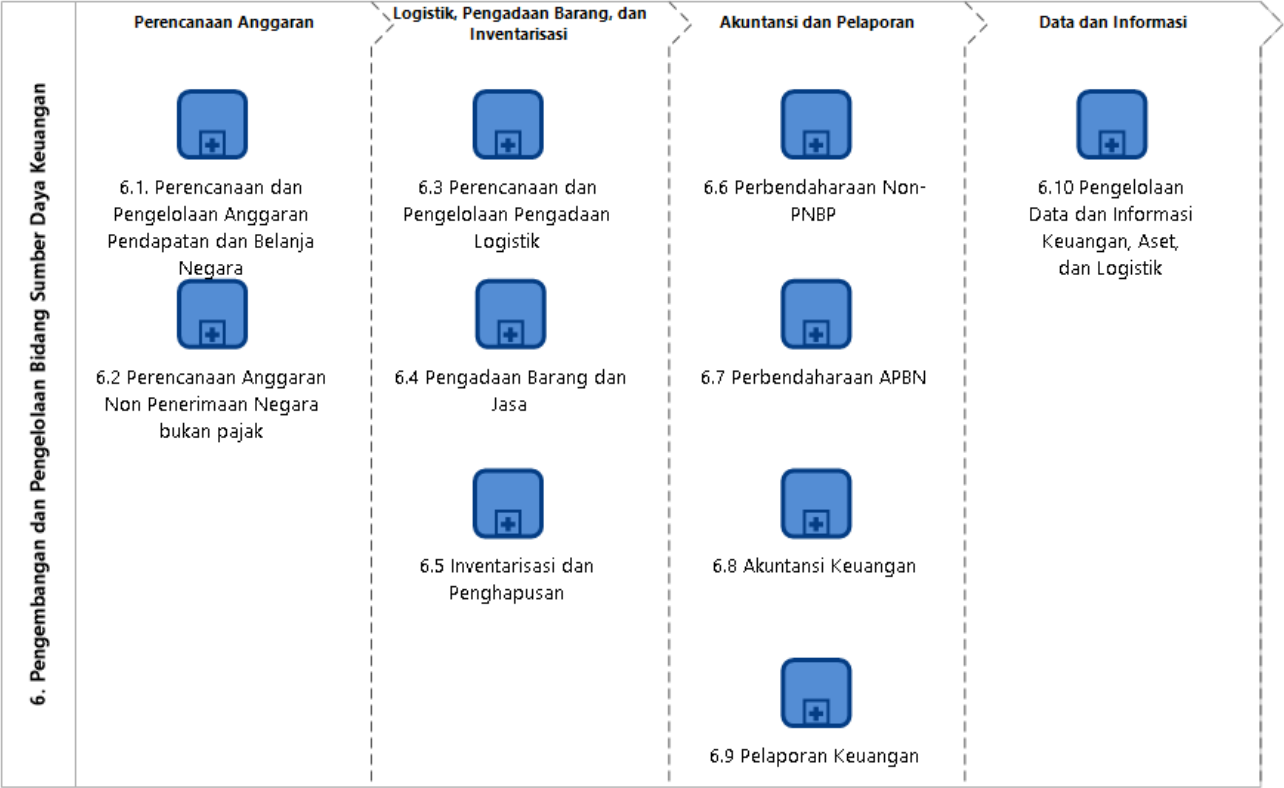 6. Pengembangan dan Pengelolaan Bidang Sumber Daya Keuangan
Perencanaan Anggaran
6.1. Perencanaan dan
Pengelolaan Anggaran
Pendapatan dan Belanja
Negara
6.2 Perencanaan Anggaran
Non Penerimaan Negara
bukan pajak
Logistik, Pengadaan Barang, dan
Inventarisasi
6.3 Perencanaan dan
Pengelolaan Pengadaan
Logistik
6.4 Pengadaan Barang dan
Jasa
6.5 Inventarisasi dan
Penghapusan
Akuntansi dan Pelaporan
6.6 Perbendaharaan Non-
PNBP
6.7 Perbendaharaan APBN
6.8 Akuntansi Keuangan
6.9 Pelaporan Keuangan
Data dan Informasi
6.10 Pengelolaan
Data dan Informasi
Keuangan, Aset,
dan Logistik